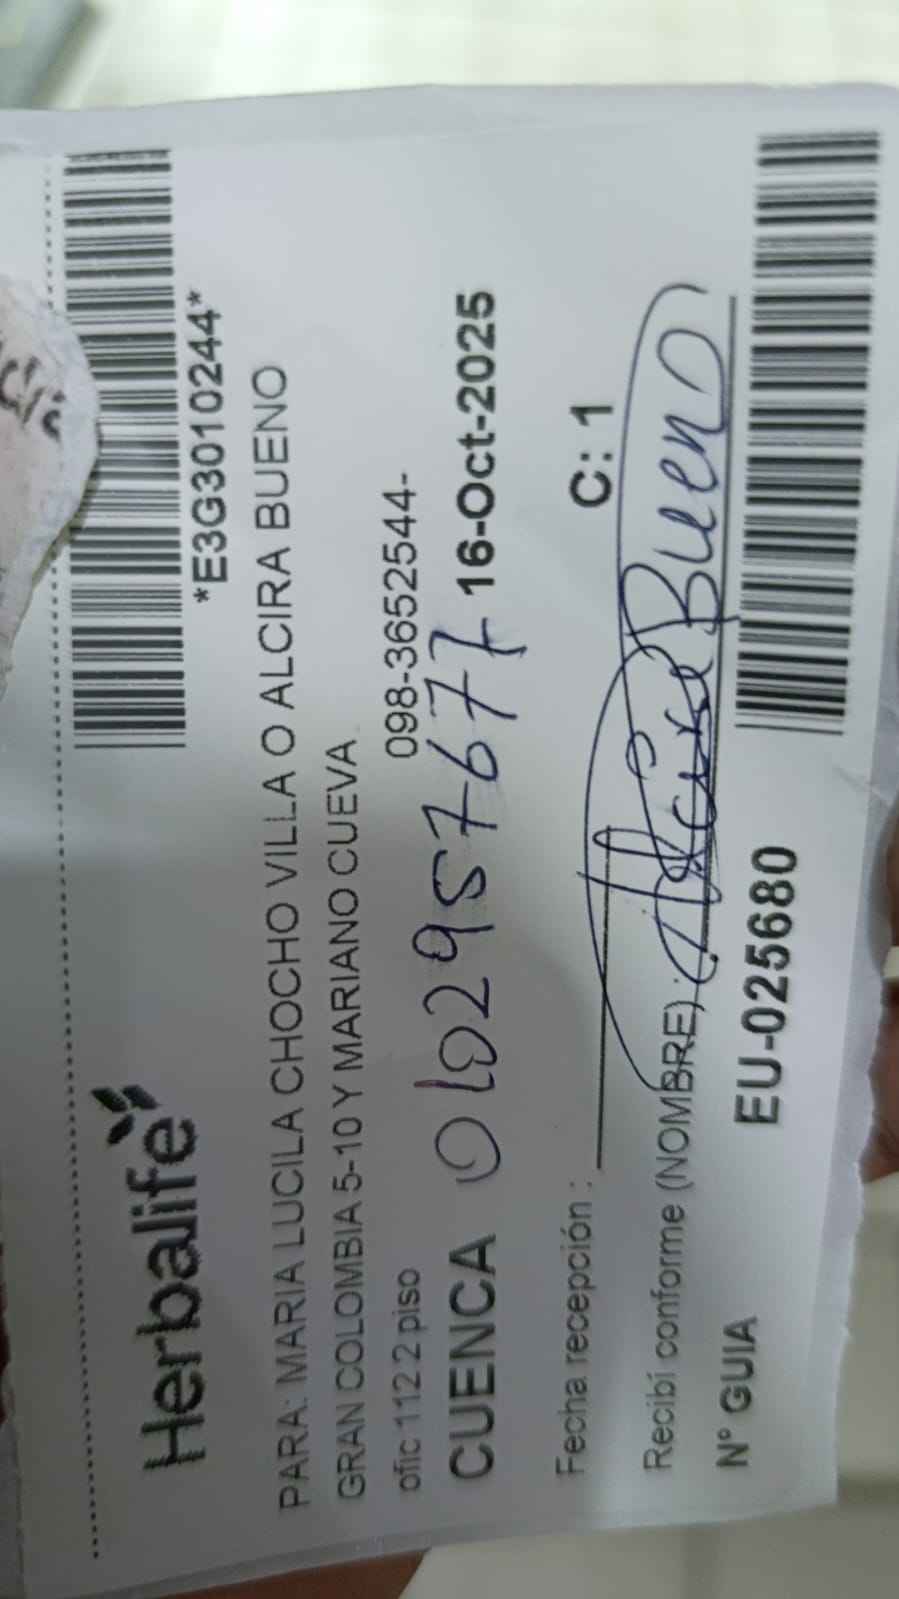 *E3G3010244*
Herbalife
PARA: MARIA LUCILA CHOCHO VILLA O ALCIRA BUENO
GRAN COLOMBIA 5-10 Y MARIANO CUEVA
ofic 112 2 piso 098-3652544-
CUENCA 0102957677 16-Oct-2025
C: 1
Fecha recepción :
Recibí conforme (NOMBRE) : Alcira Bueno
N° GUIA EU-025680